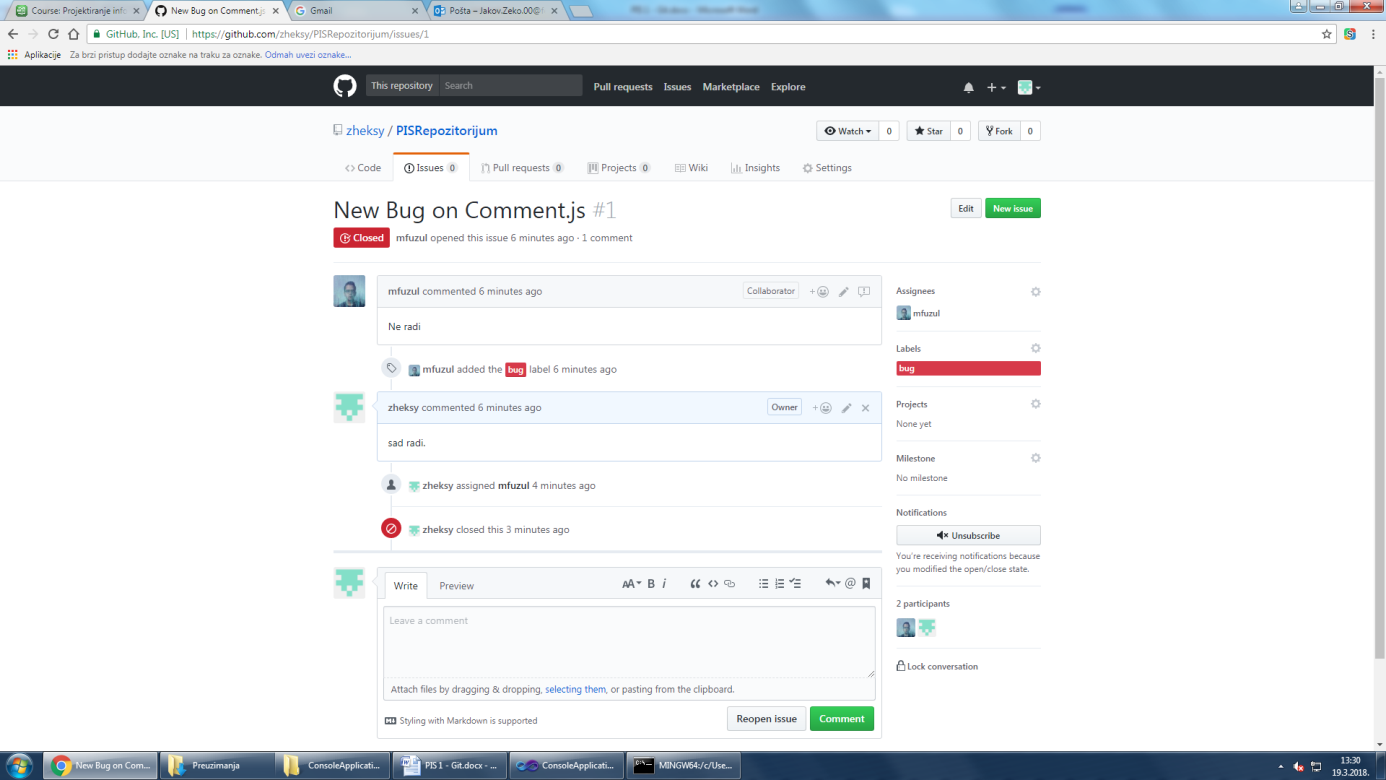 Course: Projektiranje info
New Bug on Comment.js
Gmail
Pošta – Jakov.Zeko.00@f
GitHub, Inc. [US] https://github.com/zheksy/PISRepozitorijum/issues/1
Aplikacije Za brzi pristup dodajte oznake na traku za oznake. Odmah uvezi oznake...
This repository Search Pull requests Issues Marketplace Explore
zheksy / PISRepozitorijum Watch 0 Star 0 Fork 0
Code Issues 0 Pull requests 0 Projects 0 Wiki Insights Settings
New Bug on Comment.js #1 Edit New issue
Closed mfuzul opened this issue 6 minutes ago · 1 comment
mfuzul commented 6 minutes ago Collaborator
Ne radi
mfuzul added the bug label 6 minutes ago
zheksy commented 6 minutes ago Owner
sad radi.
zheksy assigned mfuzul 4 minutes ago
zheksy closed this 3 minutes ago
Write Preview AA B i
Leave a comment
Attach files by dragging & dropping, selecting them, or pasting from the clipboard.
Styling with Markdown is supported Reopen issue Comment
Assignees
mfuzul
Labels
bug
Projects
None yet
Milestone
No milestone
Notifications
Unsubscribe
You're receiving notifications because
you modified the open/close state.
2 participants
Lock conversation
New Bug on Com...
Preuzimanja
ConsoleApplicati...
PIS 1 - Git.docx - ...
ConsoleApplicati...
MINGW64:/c/Use...
13:30
19.3.2018.